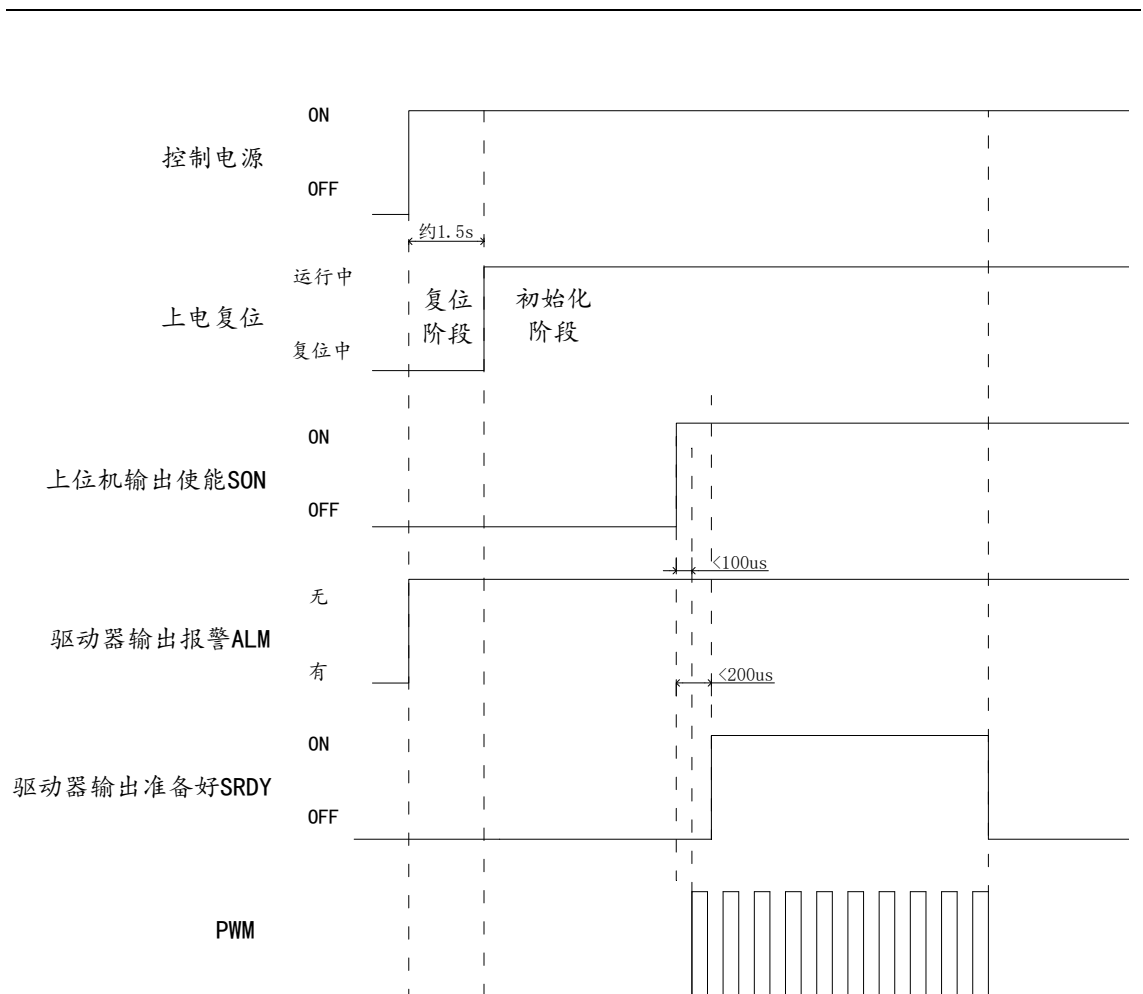 ON
控制电源
OFF
约1.5s
运行中
上电复位
复位中
复位
阶段
初始化
阶段
ON
上位机输出使能SON
OFF
<100us
无
驱动器输出报警ALM
有
<200us
ON
驱动器输出准备好SRDY
OFF
PWM